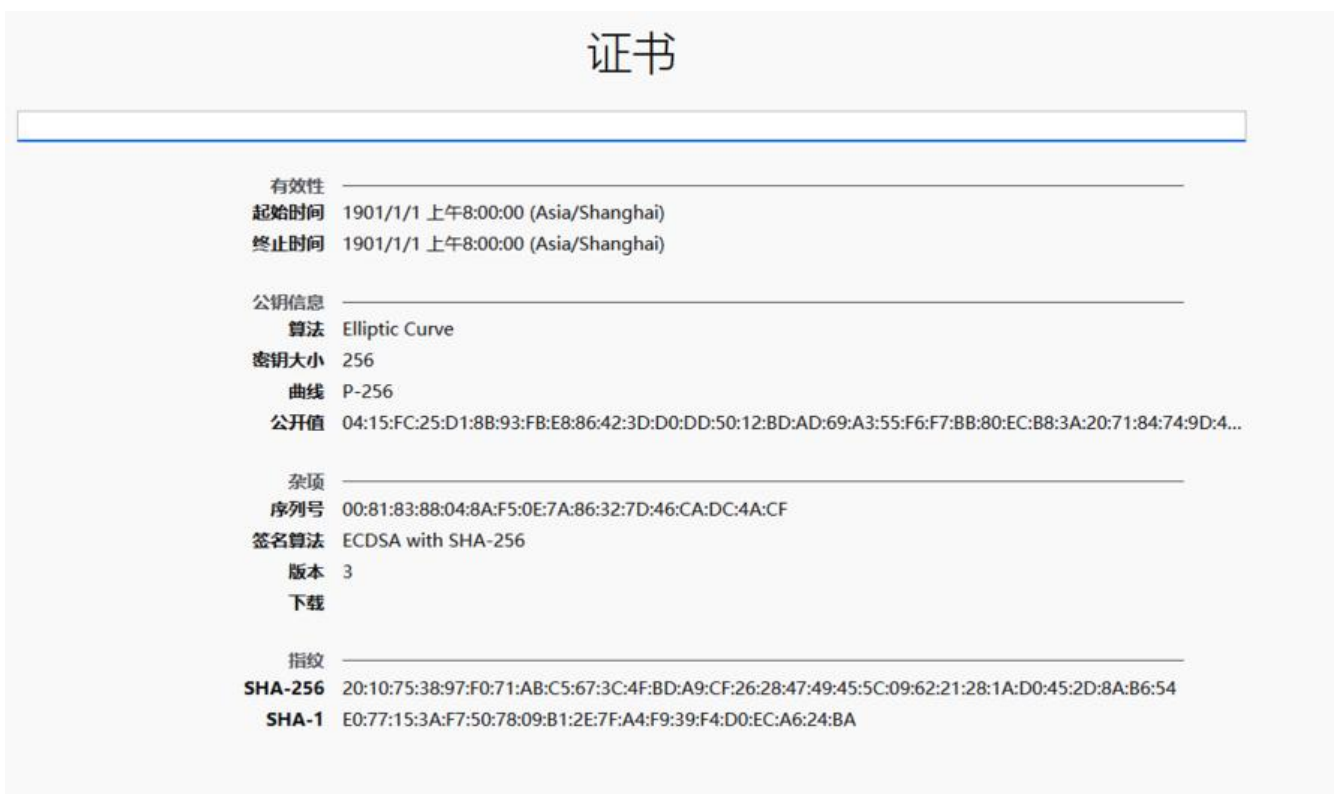 证书
有效性
起始时间 1901/1/1 上午8:00:00 (Asia/Shanghai)
终止时间 1901/1/1 上午8:00:00 (Asia/Shanghai)
公钥信息
算法 Elliptic Curve
密钥大小 256
曲线 P-256
公开值 04:15:FC:25:D1:8B:93:FB:E8:86:42:3D:D0:DD:50:12:BD:AD:69:A3:55:F6:F7:BB:80:EC:B8:3A:20:71:84:74:9D:4...
杂项
序列号 00:81:83:88:04:8A:F5:0E:7A:86:32:7D:46:CA:DC:4A:CF
签名算法 ECDSA with SHA-256
版本 3
下载
指纹
SHA-256 20:10:75:38:97:F0:71:AB:C5:67:3C:4F:BD:A9:CF:26:28:47:49:45:5C:09:62:21:28:1A:D0:45:2D:8A:B6:54
SHA-1 E0:77:15:3A:F7:50:78:09:B1:2E:7F:A4:F9:39:F4:D0:EC:A6:24:BA